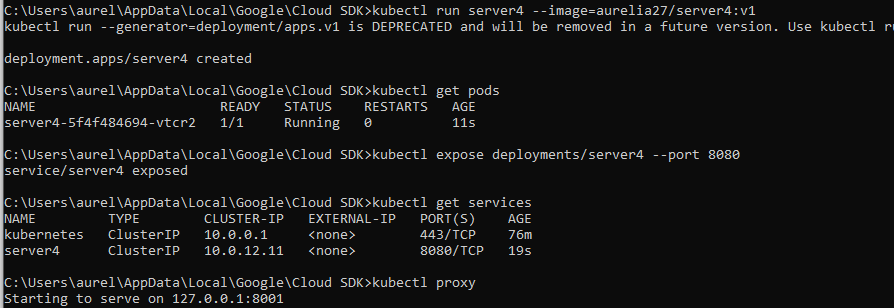 C:\Users\aurel\AppData\Local\Google\Cloud SDK>kubectl run server4 --image=aurelia27/server4:v1
kubectl run --generator=deployment/apps.v1 is DEPRECATED and will be removed in a future version. Use kubectl
deployment.apps/server4 created
C:\Users\aurel\AppData\Local\Google\Cloud SDK>kubectl get pods
NAME READY STATUS RESTARTS AGE
server4-5f4f484694-vtcr2 1/1 Running 0 11s
C:\Users\aurel\AppData\Local\Google\Cloud SDK>kubectl expose deployments/server4 --port 8080
service/server4 exposed
C:\Users\aurel\AppData\Local\Google\Cloud SDK>kubectl get services
NAME TYPE CLUSTER-IP EXTERNAL-IP PORT(S) AGE
kubernetes ClusterIP 10.0.0.1 <none> 443/TCP 76m
server4 ClusterIP 10.0.12.11 <none> 8080/TCP 19s
C:\Users\aurel\AppData\Local\Google\Cloud SDK>kubectl proxy
Starting to serve on 127.0.0.1:8001